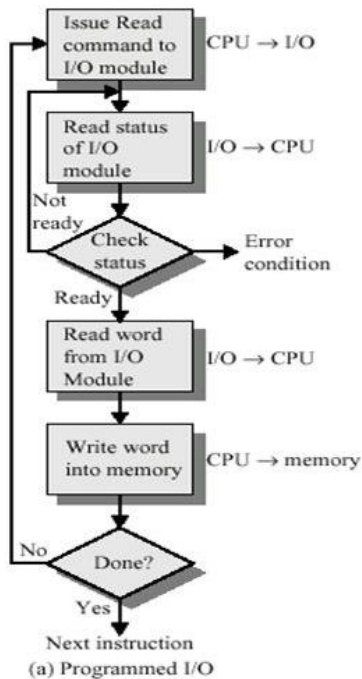 Issue Read
command to
I/O module
CPU → I/O
Read status
of I/O
module
I/O → CPU
Not
ready
Check
status
Error
condition
Ready
Read word
from I/O
Module
I/O → CPU
Write word
into memory
CPU → memory
No
Done?
Yes
Next instruction
(a) Programmed I/O